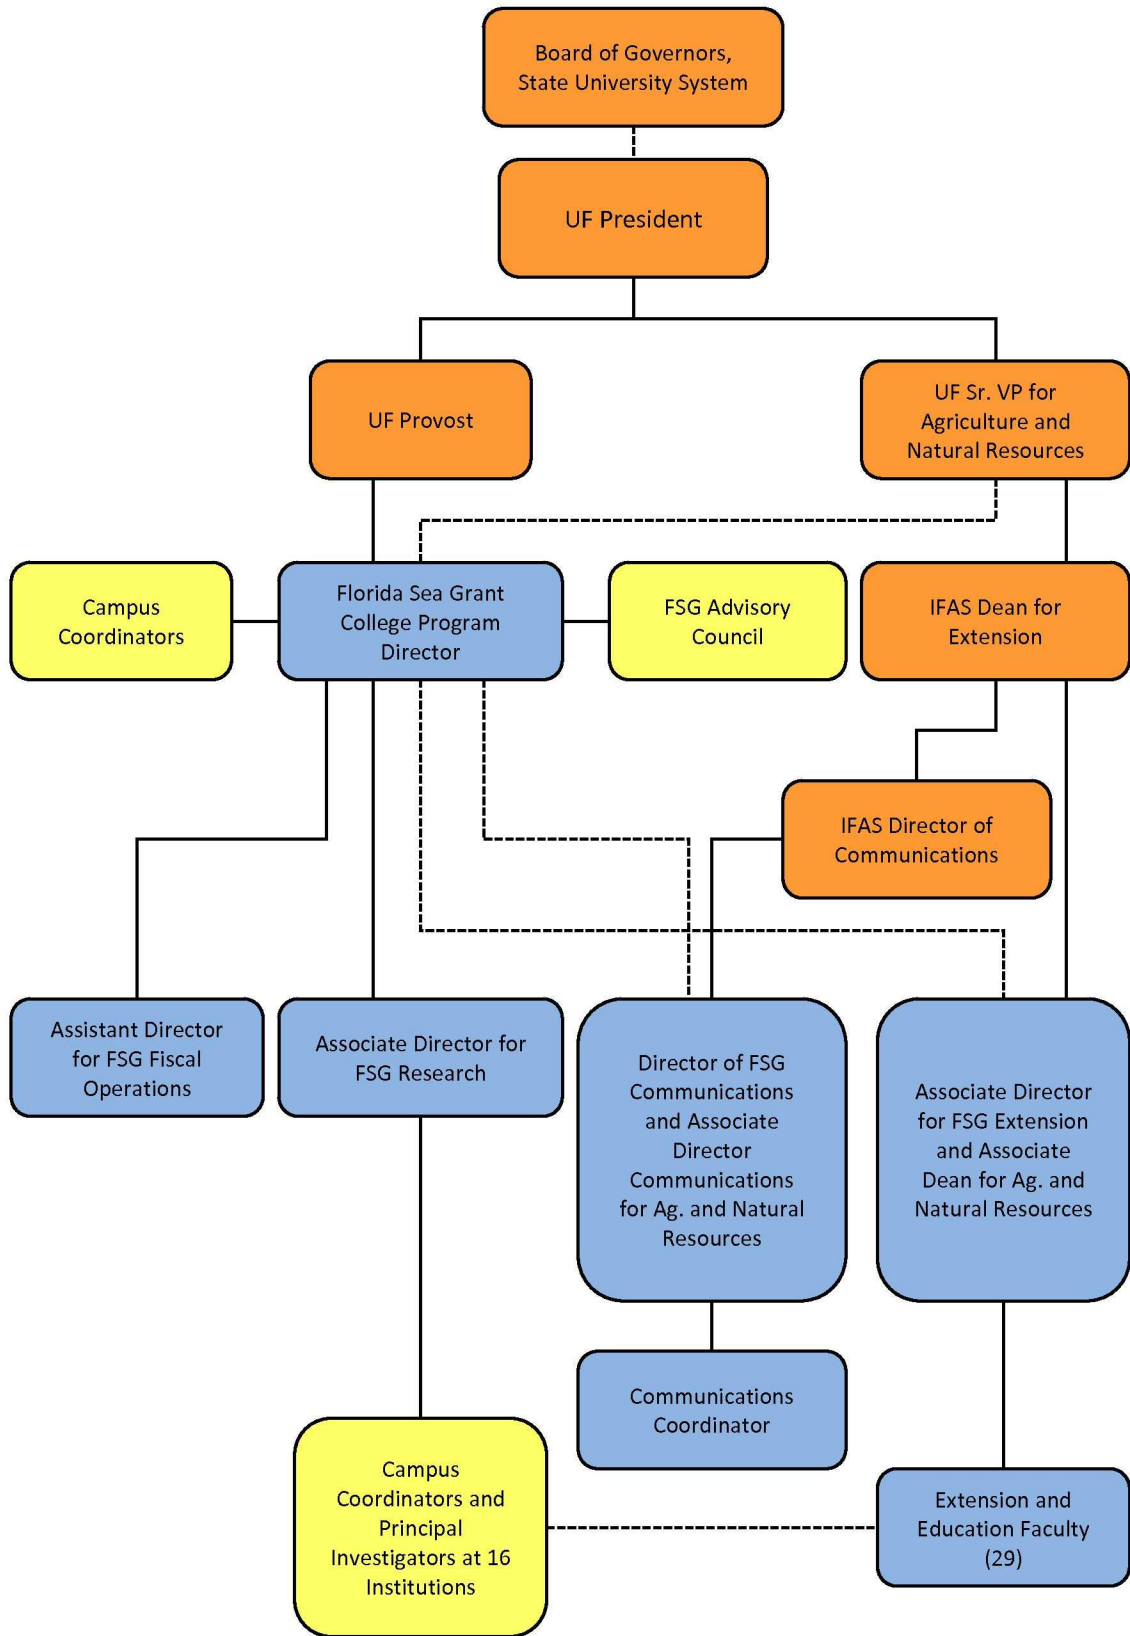 Board of Governors,
State University System
UF President
UF Provost
UF Sr. VP for
Agriculture and
Natural Resources
Campus
Coordinators
Florida Sea Grant
College Program
Director
FSG Advisory
Council
IFAS Dean for
Extension
IFAS Director of
Communications
Assistant Director
for FSG Fiscal
Operations
Associate Director for
FSG Research
Director of FSG
Communications
and Associate
Director
Communications
for Ag. and Natural
Resources
Associate Director
for FSG Extension
and Associate
Dean for Ag. and
Natural Resources
Communications
Coordinator
Campus
Coordinators and
Principal
Investigators at 16
Institutions
Extension and
Education Faculty
(29)